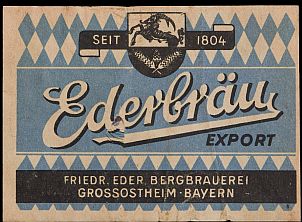 SEIT 1804
Ederbräu
EXPORT
FRIEDR. EDER BERGBRAUEREI
GROSSOSTHEIM-BAYERN